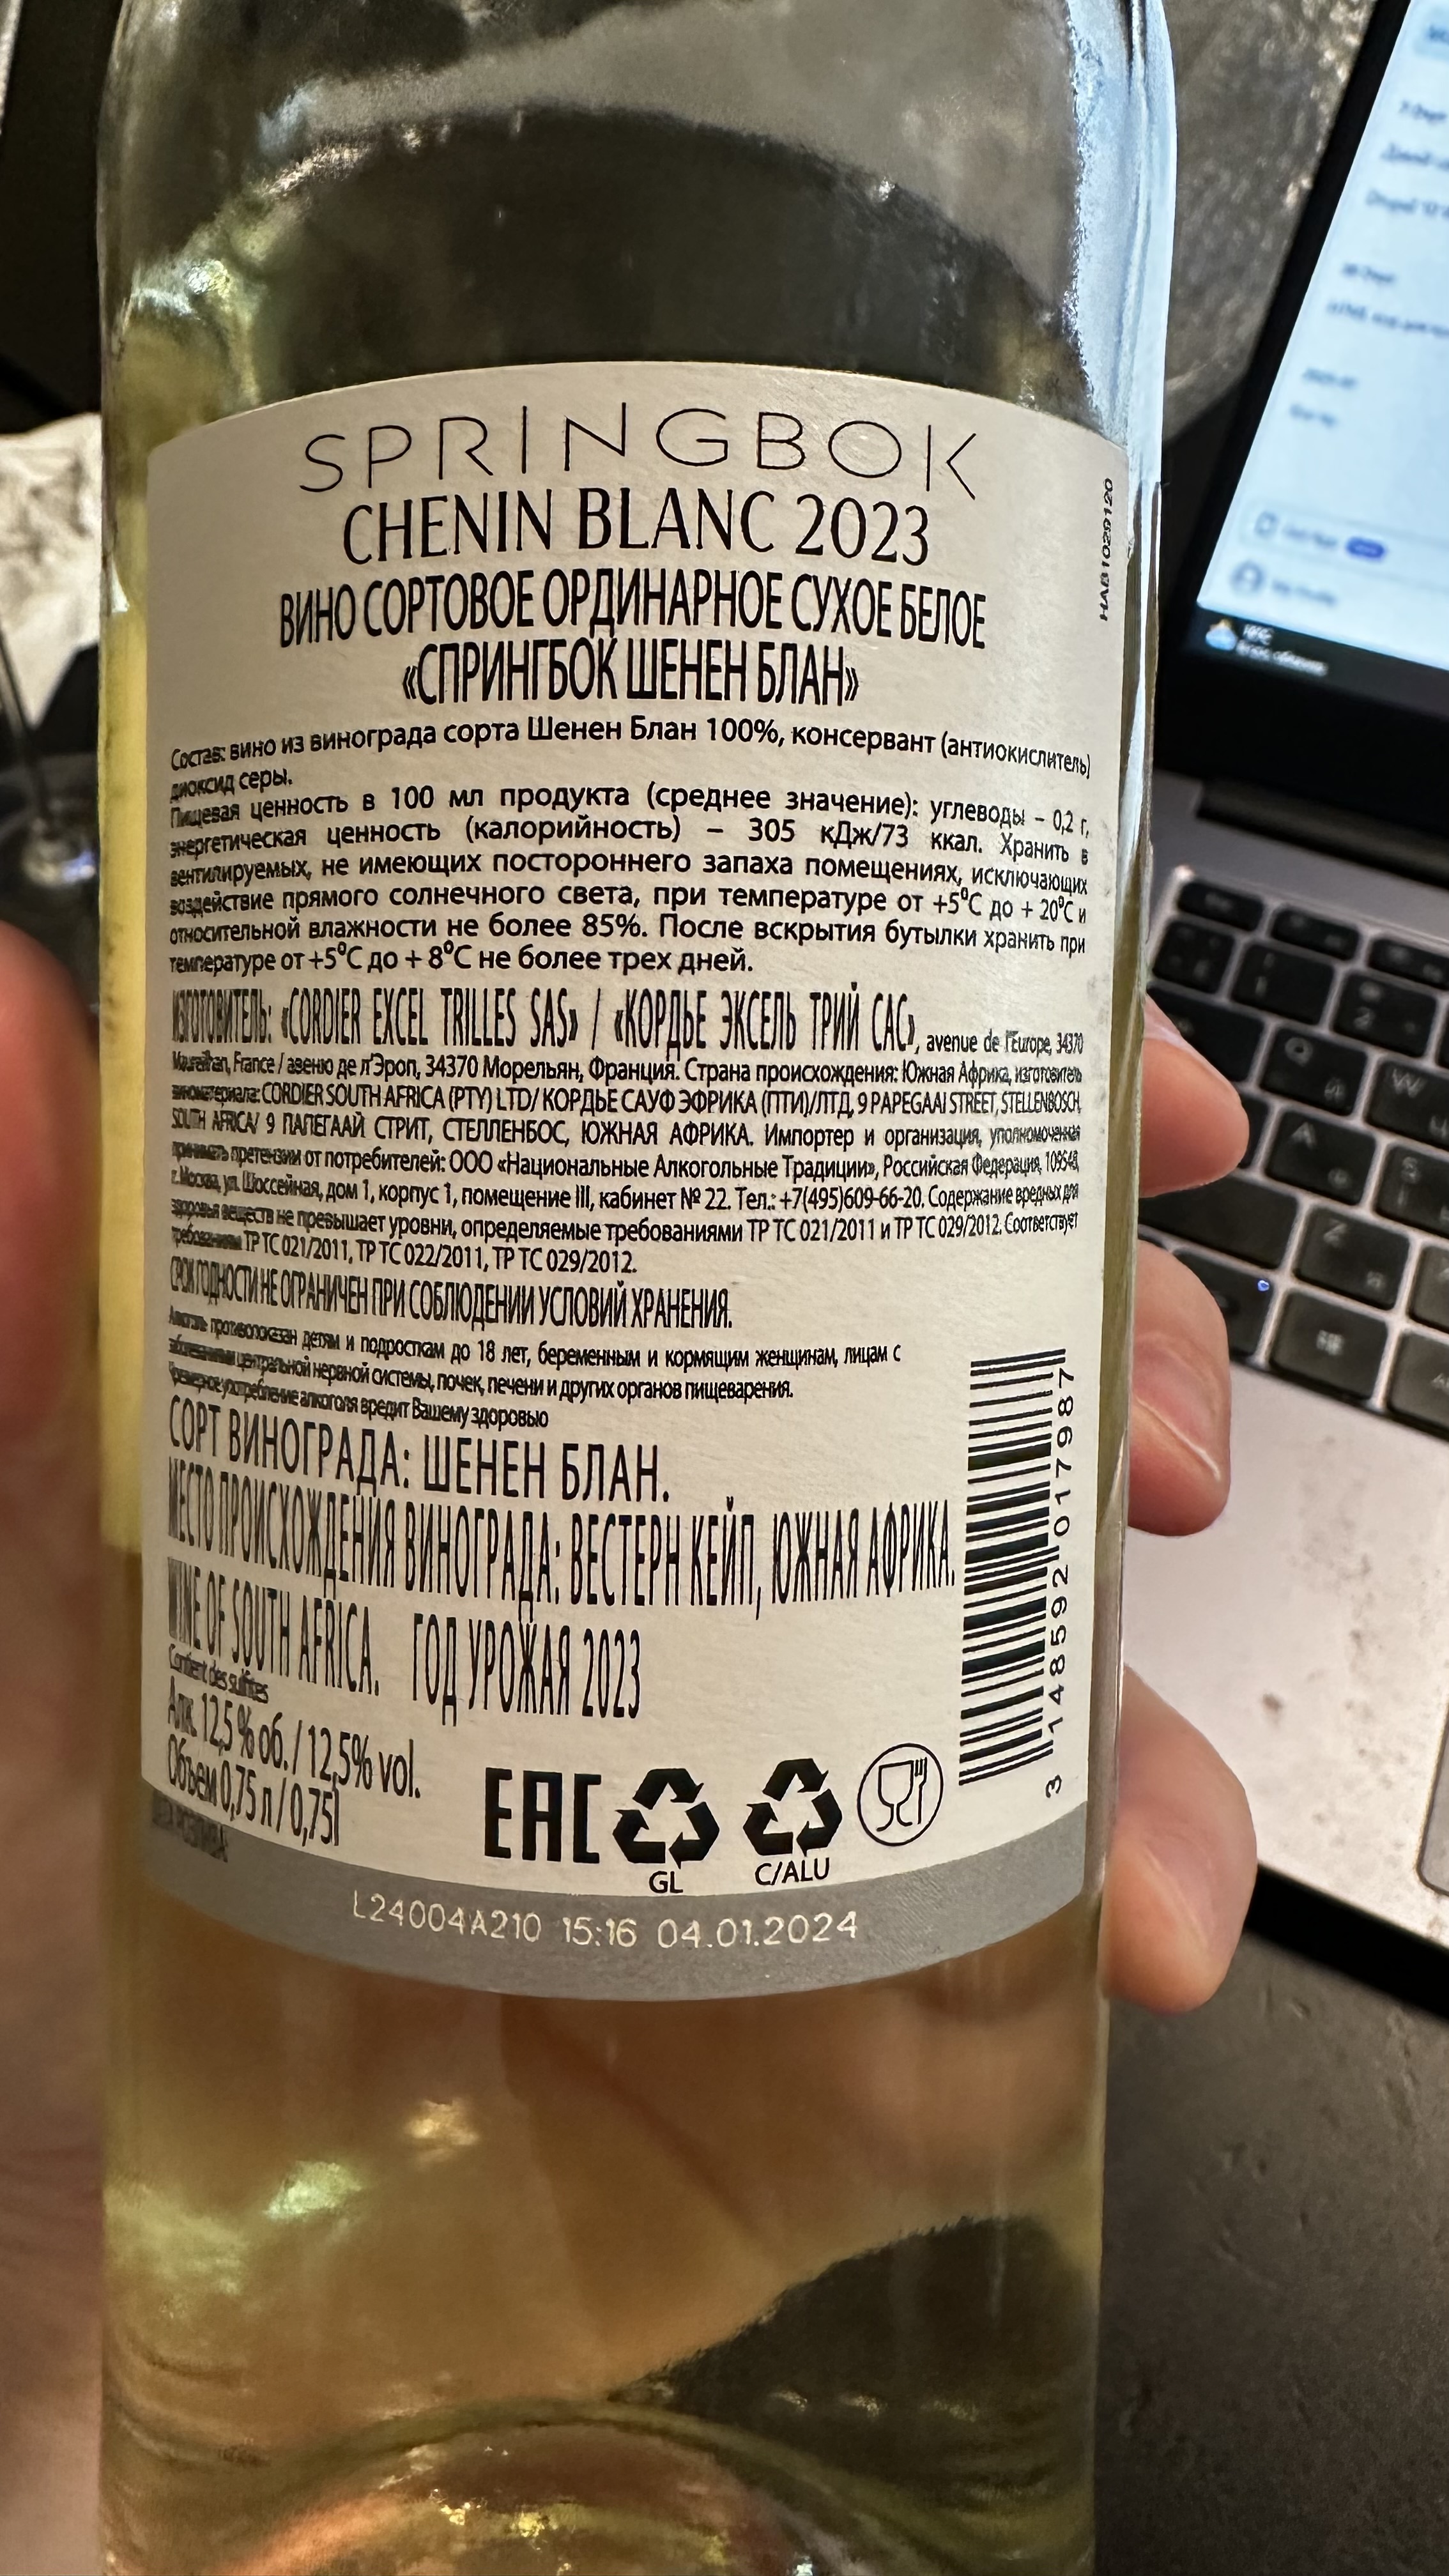 SPRINGBOK
CHENIN BLANC 2023
ВИНО СОРТОВОЕ ОРДИНАРНОЕ СУХОЕ БЕЛОЕ
«СПРИНГБОК ШЕНЕН БЛАН»
Состав: вино из винограда сорта Шенен Блан 100%, консервант (антиокислитель)
диоксид серы.
Пищевая ценность в 100 мл продукта (среднее значение): углеводы – 0,2 г,
энергетическая ценность (калорийность) – 305 кДж/73 ккал. Хранить в
вентилируемых, не имеющих постороннего запаха помещениях, исключающих
воздействие прямого солнечного света, при температуре от +5⁰С до + 20⁰С и
относительной влажности не более 85%. После вскрытия бутылки хранить при
температуре от +5⁰С до + 8⁰С не более трех дней.
ИЗГОТОВИТЕЛЬ: «CORDIER EXCEL TRILLES SAS» / «КОРДЬЕ ЭКСЕЛЬ ТРИЙ САС», avenue de l'Europe, 34370
Maureilhan, France / авеню де л'Эроп, 34370 Морельян, Франция. Страна происхождения: Южная Африка, изготовитель
виноматериала: CORDIER SOUTH AFRICA (PTY) LTD/ КОРДЬЕ САУФ ЭФРИКА (ПТИ)/ЛТД, 9 PAPEGAAI STREET, STELLENBOSCH,
SOUTH AFRICA/ 9 ПАПЕГААЙ СТРИТ, СТЕЛЛЕНБОС, ЮЖНАЯ АФРИКА. Импортер и организация, уполномоченная
принимать претензии от потребителей: ООО «Национальные Алкогольные Традиции», Российская Федерация, 109548,
г. Москва, ул. Шоссейная, дом 1, корпус 1, помещение III, кабинет № 22. Тел.: +7(495)609-66-20. Содержание вредных для
здоровья веществ не превышает уровни, определяемые требованиями ТР ТС 021/2011 и ТР ТС 029/2012. Соответствует
требованиям ТР ТС 021/2011, ТР ТС 022/2011, ТР ТС 029/2012.
СРОК ГОДНОСТИ НЕ ОГРАНИЧЕН ПРИ СОБЛЮДЕНИИ УСЛОВИЙ ХРАНЕНИЯ.
Алкоголь противопоказан детям и подросткам до 18 лет, беременным и кормящим женщинам, лицам с
заболеваниями центральной нервной системы, почек, печени и других органов пищеварения.
Чрезмерное употребление алкоголя вредит Вашему здоровью
СОРТ ВИНОГРАДА: ШЕНЕН БЛАН.
МЕСТО ПРОИСХОЖДЕНИЯ ВИНОГРАДА: ВЕСТЕРН КЕЙП, ЮЖНАЯ АФРИКА.
WINE OF SOUTH AFRICA. ГОД УРОЖАЯ 2023
Contient des sulfites
Алк. 12,5 % об. / 12,5% vol.
Объем 0,75 л / 0,75l
EAC
GL
C/ALU
3 148592 017987
HAB1029120
L24004A210 15:16 04.01.2024